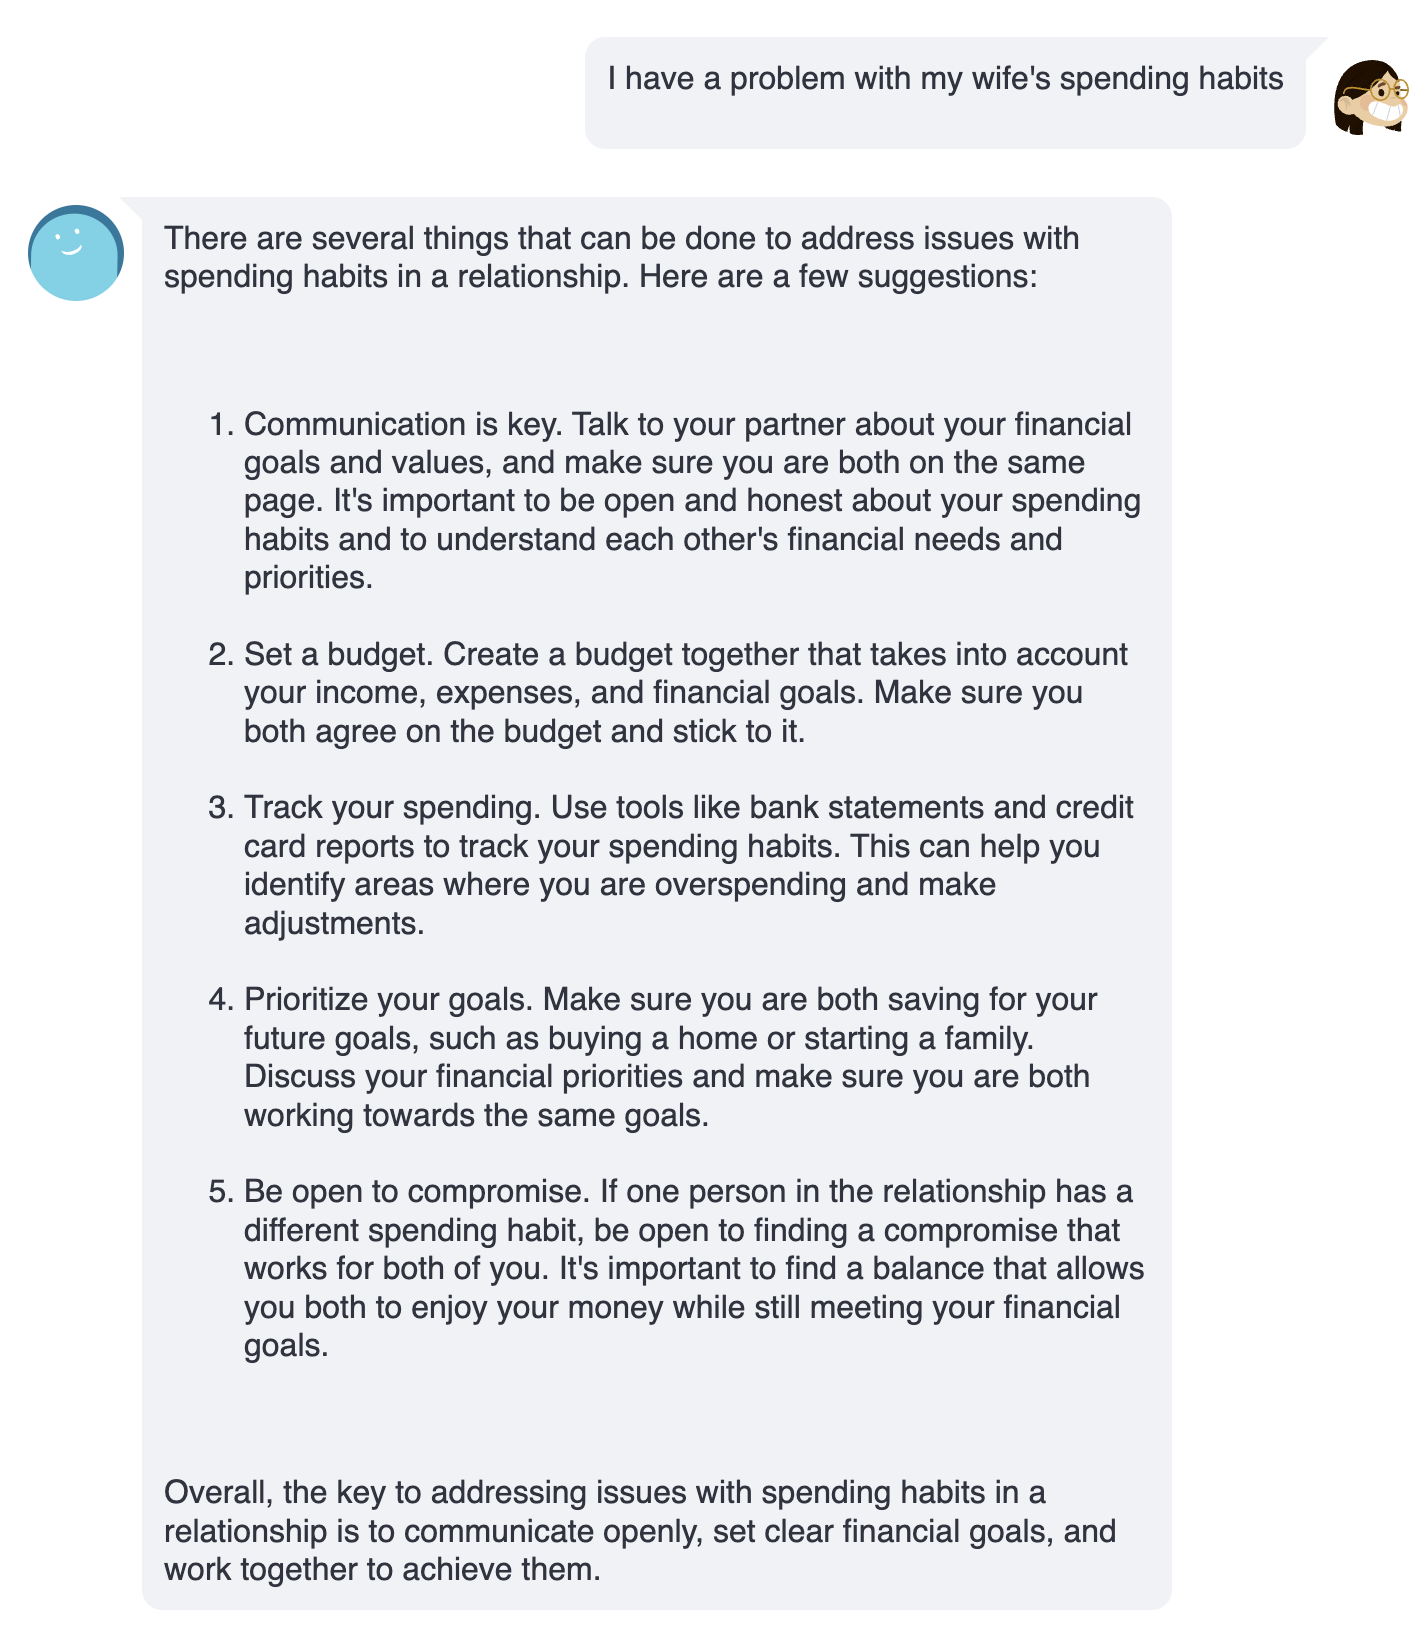 I have a problem with my wife's spending habits
There are several things that can be done to address issues with
spending habits in a relationship. Here are a few suggestions:
1. Communication is key. Talk to your partner about your financial
goals and values, and make sure you are both on the same
page. It's important to be open and honest about your spending
habits and to understand each other's financial needs and
priorities.
2. Set a budget. Create a budget together that takes into account
your income, expenses, and financial goals. Make sure you
both agree on the budget and stick to it.
3. Track your spending. Use tools like bank statements and credit
card reports to track your spending habits. This can help you
identify areas where you are overspending and make
adjustments.
4. Prioritize your goals. Make sure you are both saving for your
future goals, such as buying a home or starting a family.
Discuss your financial priorities and make sure you are both
working towards the same goals.
5. Be open to compromise. If one person in the relationship has a
different spending habit, be open to finding a compromise that
works for both of you. It's important to find a balance that allows
you both to enjoy your money while still meeting your financial
goals.
Overall, the key to addressing issues with spending habits in a
relationship is to communicate openly, set clear financial goals, and
work together to achieve them.